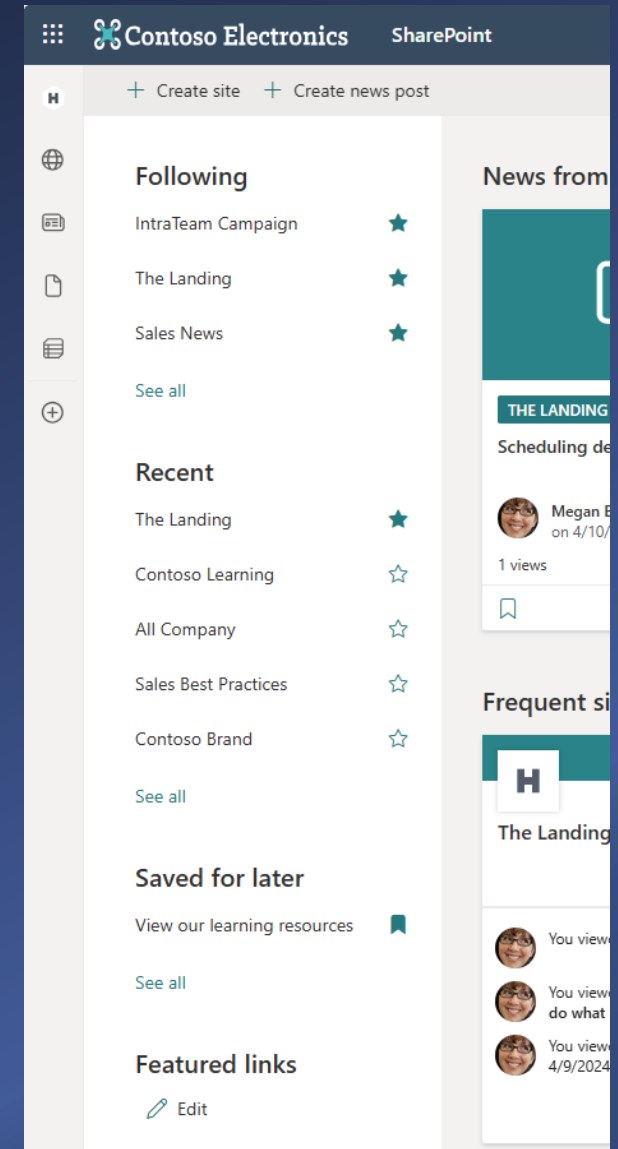 Contoso Electronics SharePoint
H
+ Create site + Create news post
Following
IntraTeam Campaign
The Landing
Sales News
See all
Recent
The Landing
Contoso Learning
All Company
Sales Best Practices
Contoso Brand
See all
Saved for later
View our learning resources
See all
Featured links
Edit
News from
THE LANDING
Scheduling de
Megan
on 4/10/
1 views
Frequent si
H
The Landing
You view
You view
do what
You view
4/9/2024